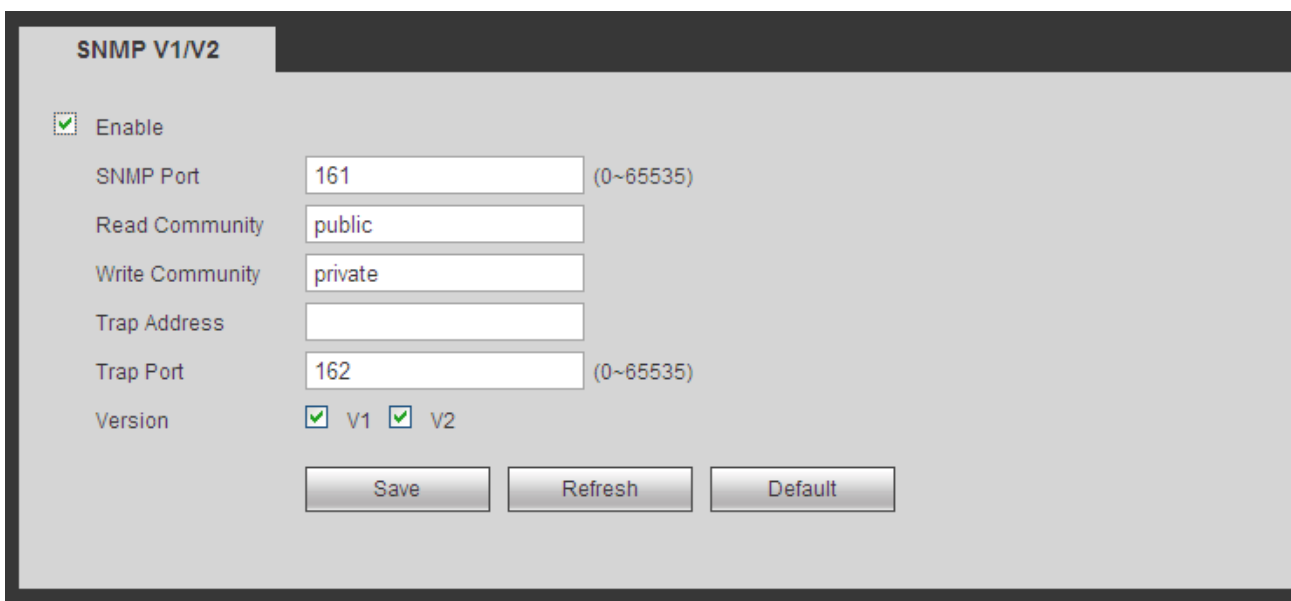 SNMP V1/V2
Enable
SNMP Port 161 (0~65535)
Read Community public
Write Community private
Trap Address
Trap Port 162 (0~65535)
Version V1 V2
Save Refresh Default